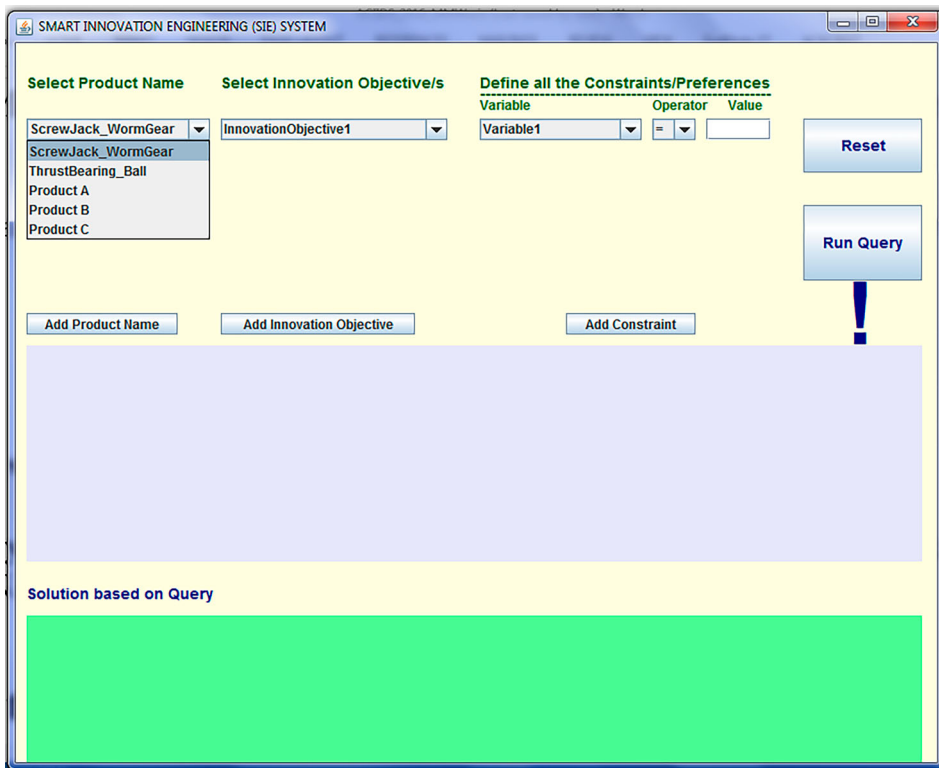 SMART INNOVATION ENGINEERING (SIE) SYSTEM
Select Product Name
Select Innovation Objective/s
Define all the Constraints/Preferences
Variable
Operator
Value
ScrewJack_WormGear
InnovationObjective1
Variable1
=
Reset
ScrewJack_WormGear
ThrustBearing_Ball
Product A
Product B
Product C
Run Query
!
Add Product Name
Add Innovation Objective
Add Constraint
Solution based on Query